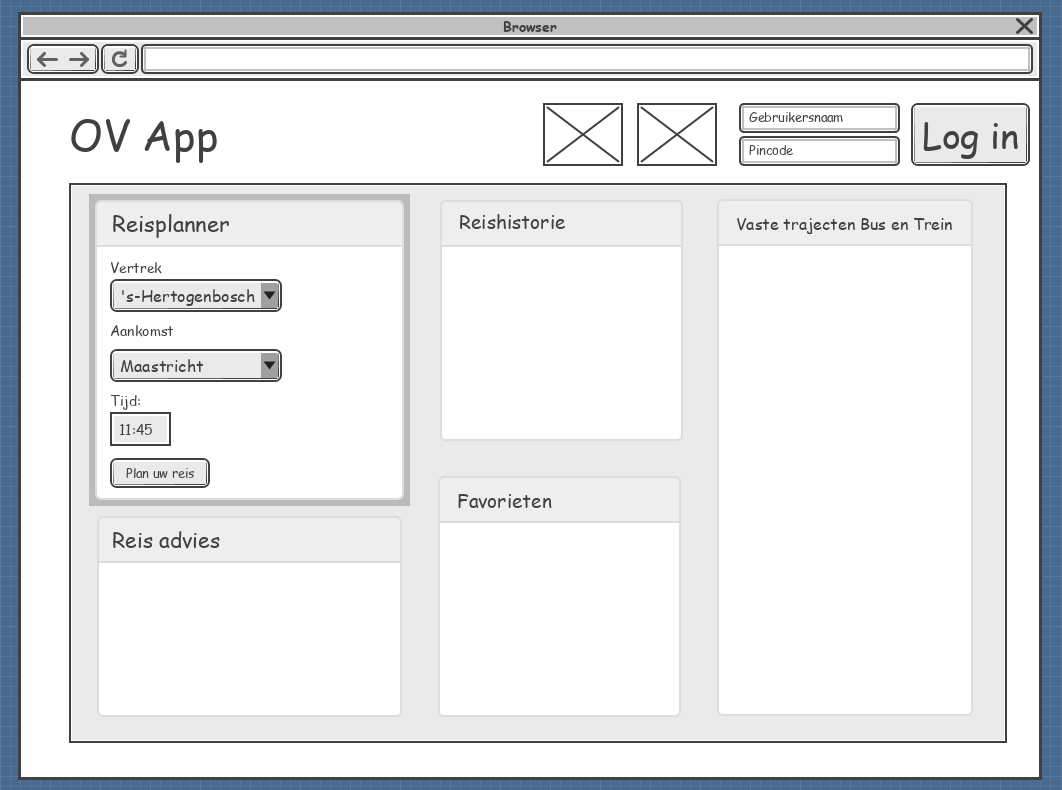 Browser
OV App
Gebruikersnaam
Pincode
Log in
Reisplanner
Vertrek
's-Hertogenbosch
Aankomst
Maastricht
Tijd:
11:45
Plan uw reis
Reis advies
Reishistorie
Favorieten
Vaste trajecten Bus en Trein